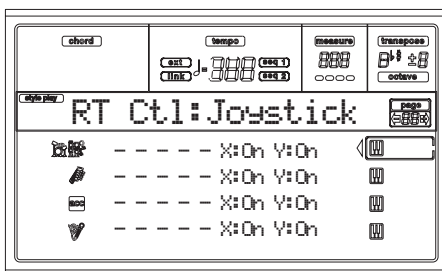 chord tempo measure transpose
ext seq 1
link seq 2
octave
style play
RT Ctl:Joystick page
- - - - - X:On Y:On
- - - - - X:On Y:On
acc - - - - - X:On Y:On
- - - - - X:On Y:On